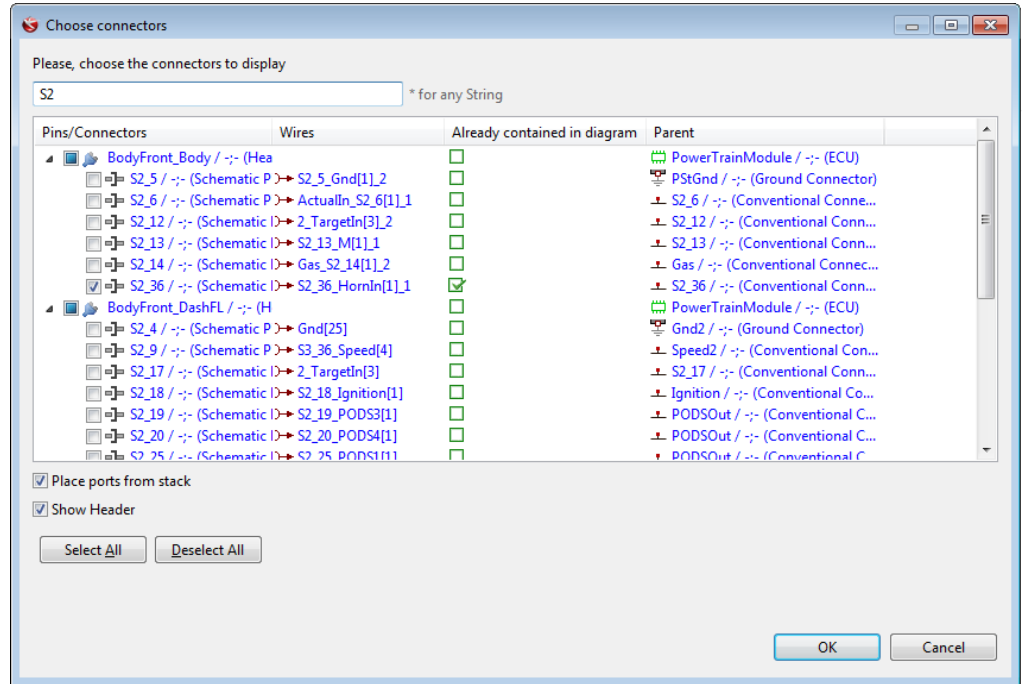 Choose connectors
Please, choose the connectors to display
S2 * for any String
Pins/Connectors Wires Already contained in diagram Parent
BodyFront_Body / -;- (Hea PowerTrainModule / -;- (ECU)
S2_5 / -;- (Schematic P S2_5_Gnd[1]_2 PStGnd / -;- (Ground Connector)
S2_6 / -;- (Schematic P ActualIn_S2_6[1]_1 S2_6 / -;- (Conventional Conne...
S2_12 / -;- (Schematic 2_TargetIn[3]_2 S2_12 / -;- (Conventional Conn...
S2_13 / -;- (Schematic S2_13_M[1]_1 S2_13 / -;- (Conventional Conn...
S2_14 / -;- (Schematic Gas_S2_14[1]_2 Gas / -;- (Conventional Connec...
S2_36 / -;- (Schematic S2_36_HornIn[1]_1 S2_36 / -;- (Conventional Conn...
BodyFront_DashFL / -;- (H PowerTrainModule / -;- (ECU)
S2_4 / -;- (Schematic P Gnd[25] Gnd2 / -;- (Ground Connector)
S2_9 / -;- (Schematic P S3_36_Speed[4] Speed2 / -;- (Conventional Con...
S2_17 / -;- (Schematic 2_TargetIn[3] S2_17 / -;- (Conventional Conn...
S2_18 / -;- (Schematic S2_18_Ignition[1] Ignition / -;- (Conventional Co...
S2_19 / -;- (Schematic S2_19_PODS3[1] PODSOut / -;- (Conventional C...
S2_20 / -;- (Schematic S2_20_PODS4[1] PODSOut / -;- (Conventional C...
S2_25 / -;- (Schematic S2_25_PODS1[1] PODSOut / -;- (Conventional C...
Place ports from stack
Show Header
Select All Deselect All
OK Cancel